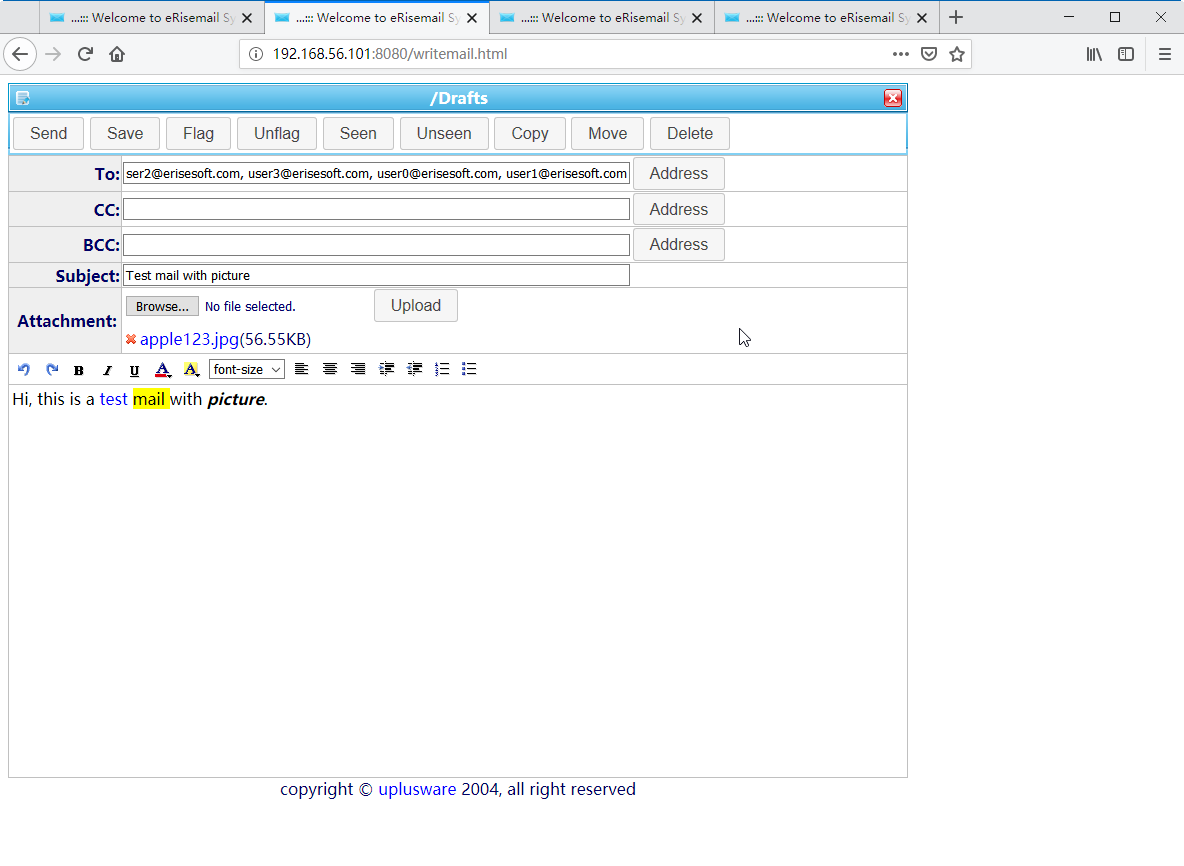 ...::: Welcome to eRisemail Sy ...::: Welcome to eRisemail Sy ...::: Welcome to eRisemail Sy ...::: Welcome to eRisemail Sy
192.168.56.101:8080/writemail.html
/Drafts
Send Save Flag Unflag Seen Unseen Copy Move Delete
To: ser2@erisesoft.com, user3@erisesoft.com, user0@erisesoft.com, user1@erisesoft.com Address
CC: Address
BCC: Address
Subject: Test mail with picture
Attachment: Browse... No file selected. Upload
apple123.jpg(56.55KB)
B I U A A font-size
Hi, this is a test mail with picture.
copyright © uplusware 2004, all right reserved